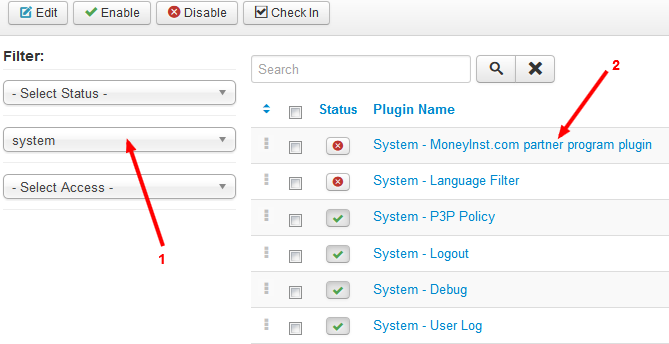 Edit Enable Disable Check In
Filter:
- Select Status -
system
- Select Access -
1
Search
2
Status Plugin Name
System - MoneyInst.com partner program plugin
System - Language Filter
System - P3P Policy
System - Logout
System - Debug
System - User Log